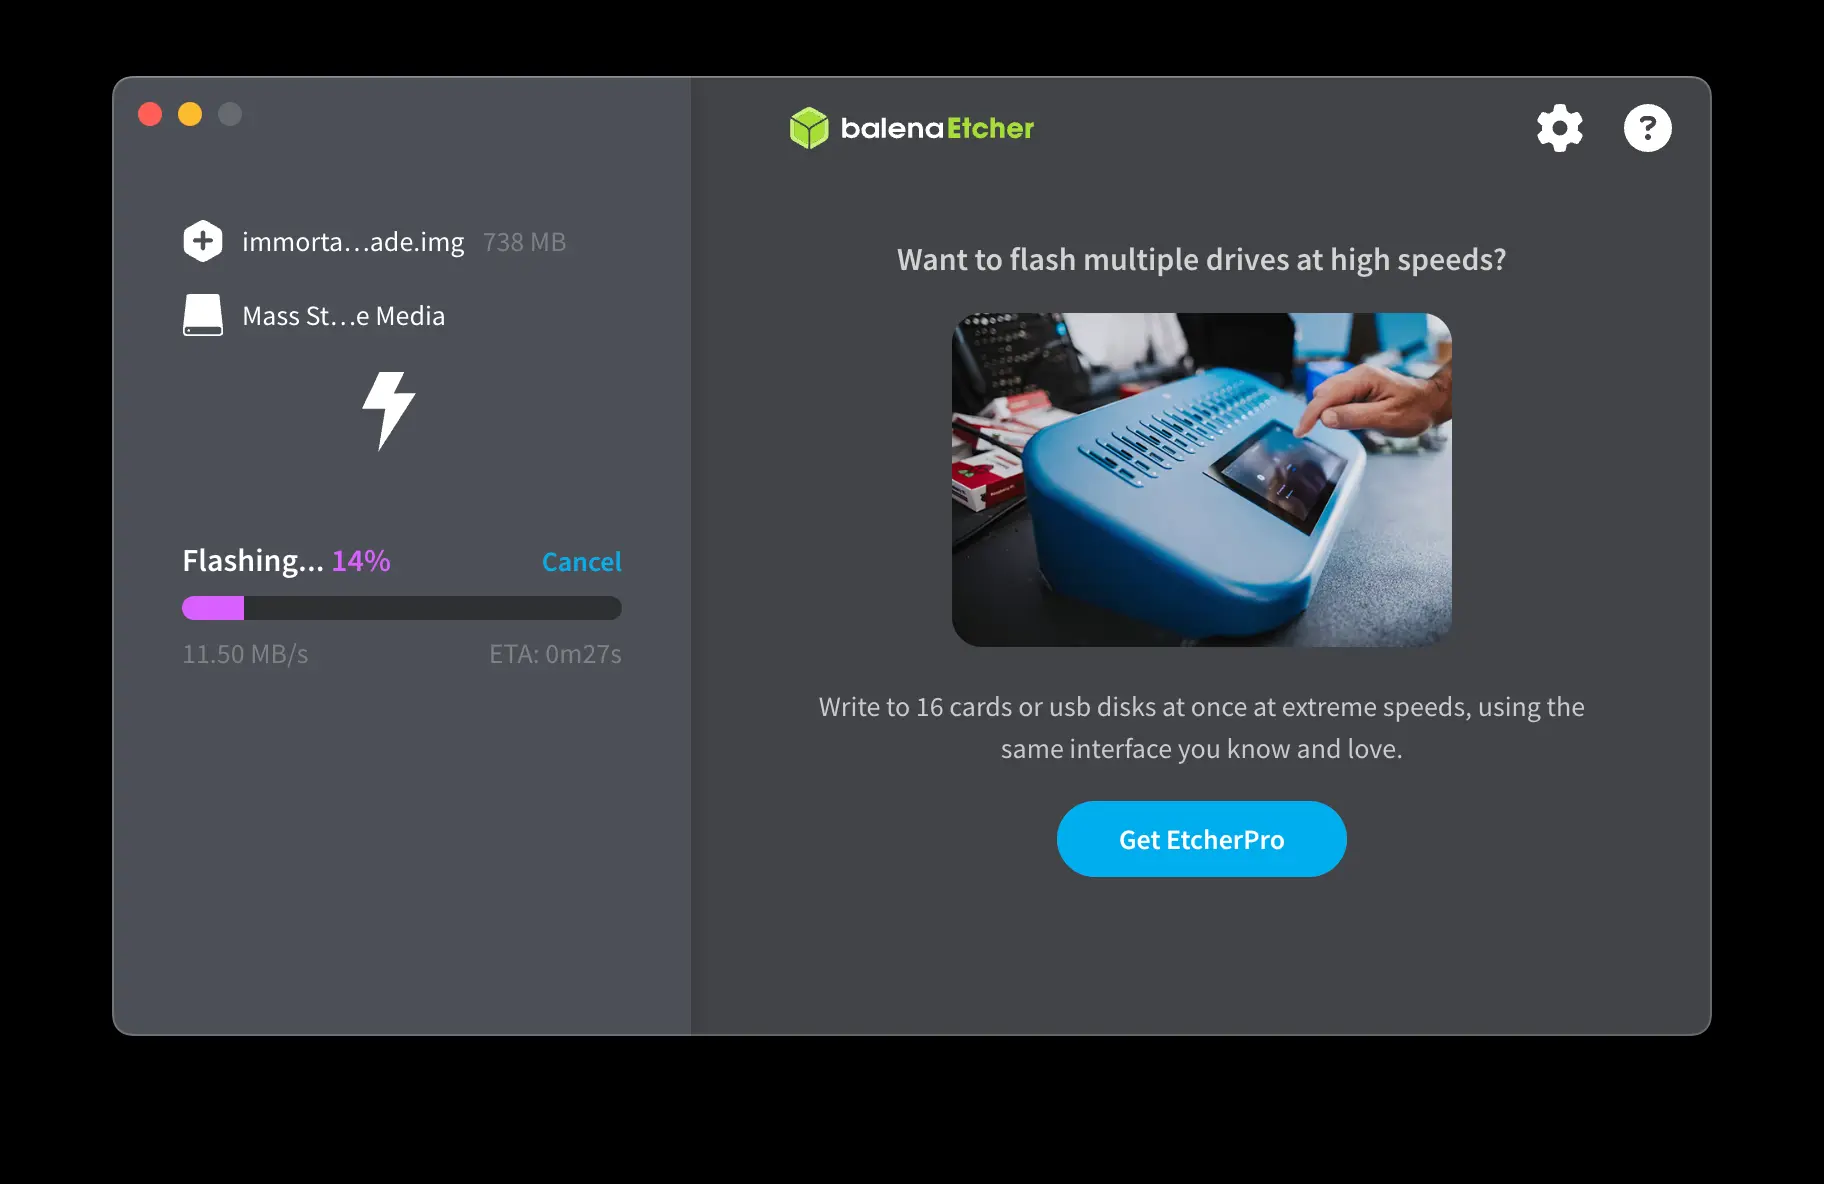 balenaEtcher
?
immorta...ade.img 738 MB
Mass St...e Media
Flashing... 14% Cancel
11.50 MB/s ETA: 0m27s
Want to flash multiple drives at high speeds?
Write to 16 cards or usb disks at once at extreme speeds, using the
same interface you know and love.
Get EtcherPro